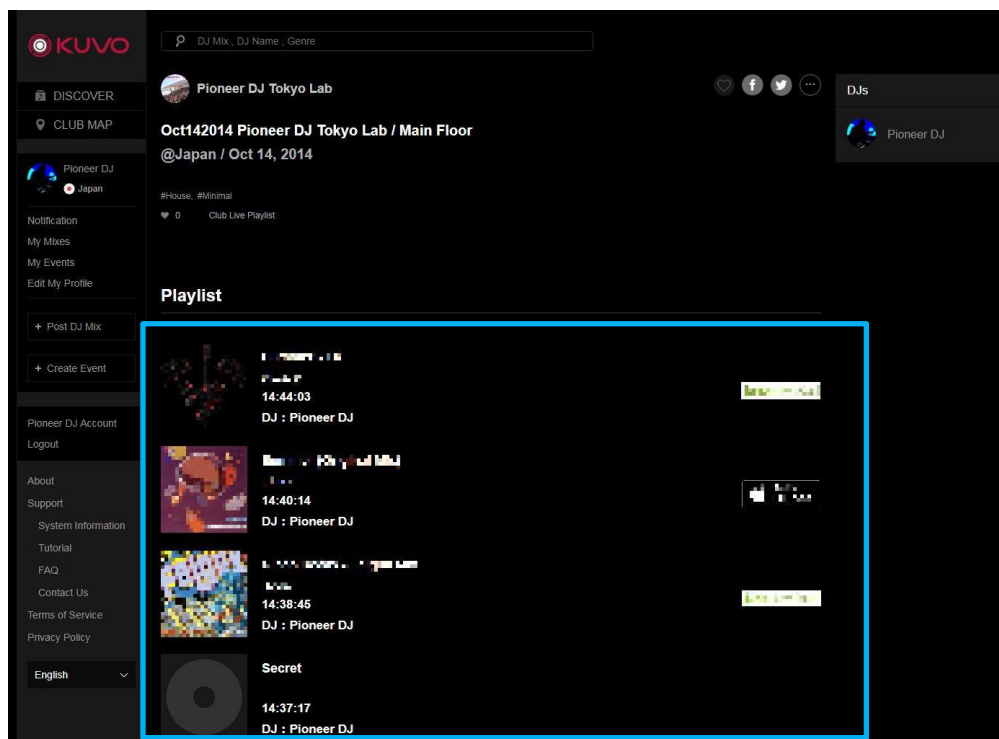 KUVO
DJ Mix , DJ Name , Genre
DISCOVER
CLUB MAP
Pioneer DJ
Japan
Notification
My Mixes
My Events
Edit My Profile
+ Post DJ Mix
+ Create Event
Pioneer DJ Account
Logout
About
Support
System Information
Tutorial
FAQ
Contact Us
Terms of Service
Privacy Policy
English
Pioneer DJ Tokyo Lab
Oct142014 Pioneer DJ Tokyo Lab / Main Floor
@Japan / Oct 14, 2014
#House, #Minimal
0 Club Live Playlist
Playlist
14:44:03
DJ : Pioneer DJ
14:40:14
DJ : Pioneer DJ
14:38:45
DJ : Pioneer DJ
Secret
14:37:17
DJ : Pioneer DJ
DJs
Pioneer DJ